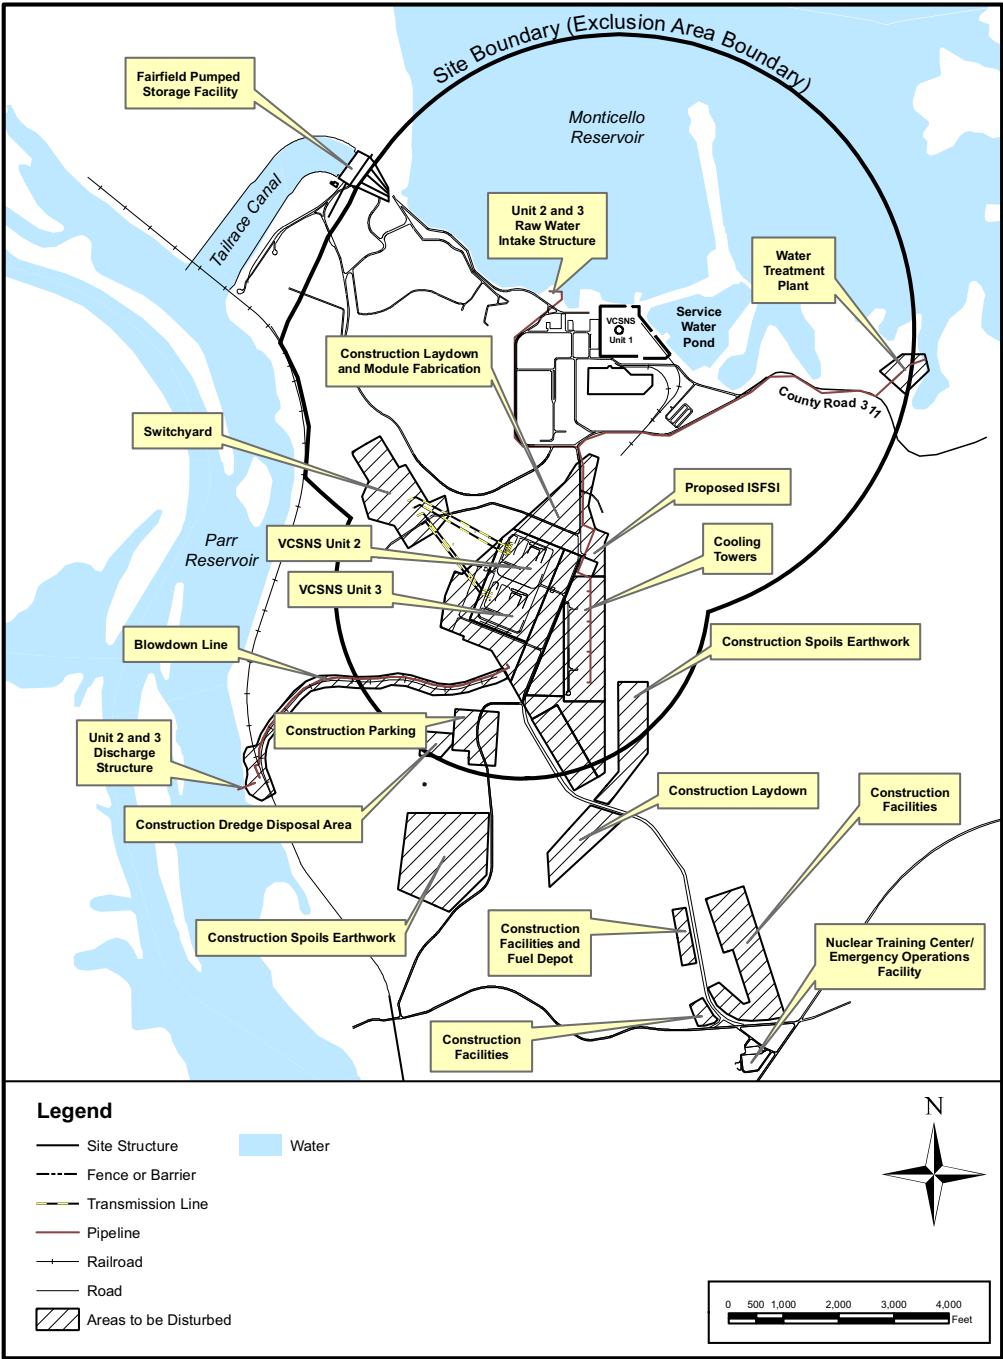 Site Boundary (Exclusion Area Boundary)
Fairfield Pumped
Storage Facility
Monticello
Reservoir
Tailrace Canal
Unit 2 and 3
Raw Water
Intake Structure
Water
Treatment
Plant
VCSNS
Unit 1
Service
Water
Pond
Construction Laydown
and Module Fabrication
County Road 311
Switchyard
Proposed ISFSI
Parr
Reservoir
VCSNS Unit 2
Cooling
Towers
VCSNS Unit 3
Blowdown Line
Construction Spoils Earthwork
Unit 2 and 3
Discharge
Structure
Construction Parking
Construction Laydown
Construction
Facilities
Construction Dredge Disposal Area
Construction Spoils Earthwork
Construction
Facilities and
Fuel Depot
Nuclear Training Center/
Emergency Operations
Facility
Construction
Facilities
Legend
Site Structure
Water
Fence or Barrier
Transmission Line
Pipeline
Railroad
Road
Areas to be Disturbed
N
0 500 1,000 2,000 3,000 4,000
Feet